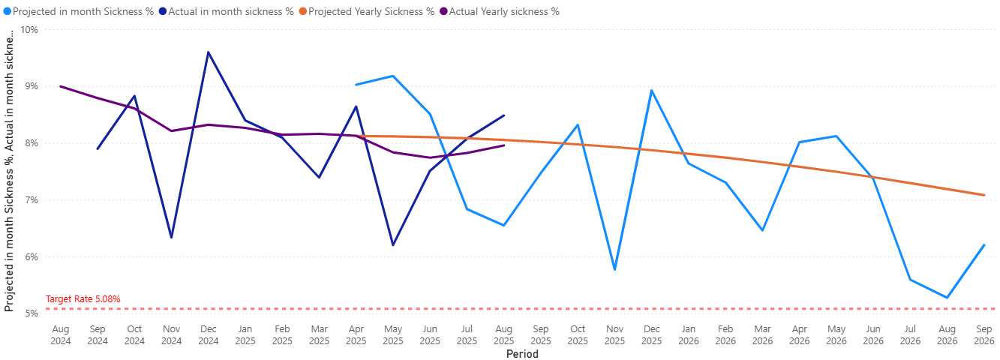 Projected in month Sickness % Actual in month sickness % Projected Yearly Sickness % Actual Yearly sickness %
Projected in month Sickness %, Actual in month sickne...
10%
9%
8%
7%
6%
5%
Target Rate 5.08%
Aug Sep Oct Nov Dec Jan Feb Mar Apr May Jun Jul Aug Sep Oct Nov Dec Jan Feb Mar Apr May Jun Jul Aug Sep
2024 2024 2024 2024 2024 2025 2025 2025 2025 2025 2025 2025 2025 2025 2025 2025 2025 2026 2026 2026 2026 2026 2026 2026 2026 2026
Period